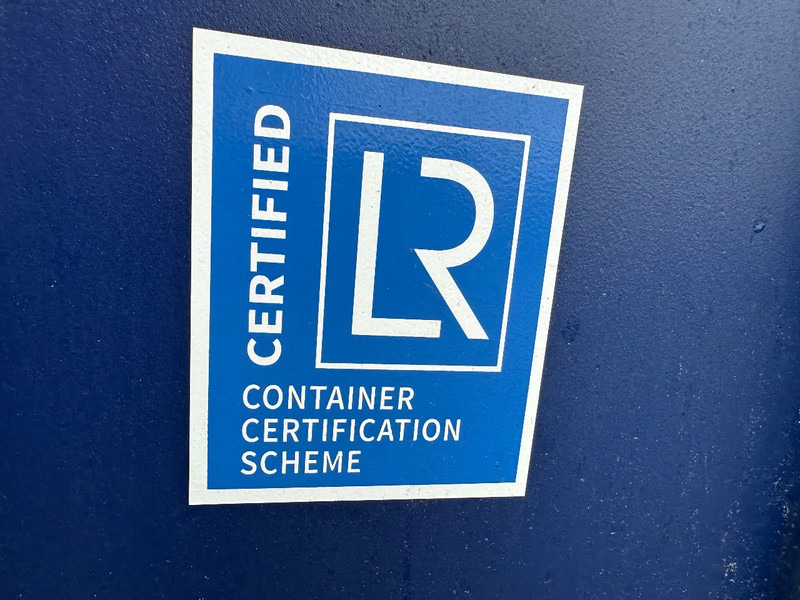 CERTIFIED
LR
CONTAINER
CERTIFICATION
SCHEME